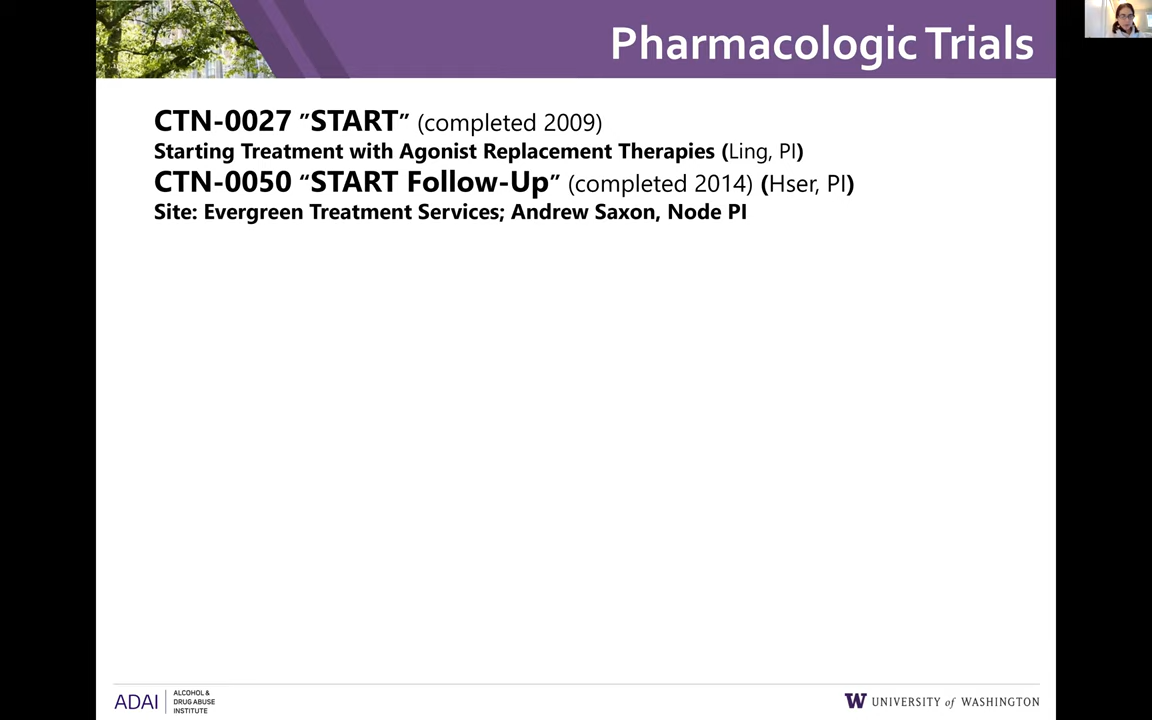 Pharmacologic Trials
CTN-0027 ”START” (completed 2009)
Starting Treatment with Agonist Replacement Therapies (Ling, PI)
CTN-0050 “START Follow-Up” (completed 2014) (Hser, PI)
Site: Evergreen Treatment Services; Andrew Saxon, Node PI
ADAI
ALCOHOL &
DRUG ABUSE
INSTITUTE
W UNIVERSITY of WASHINGTON